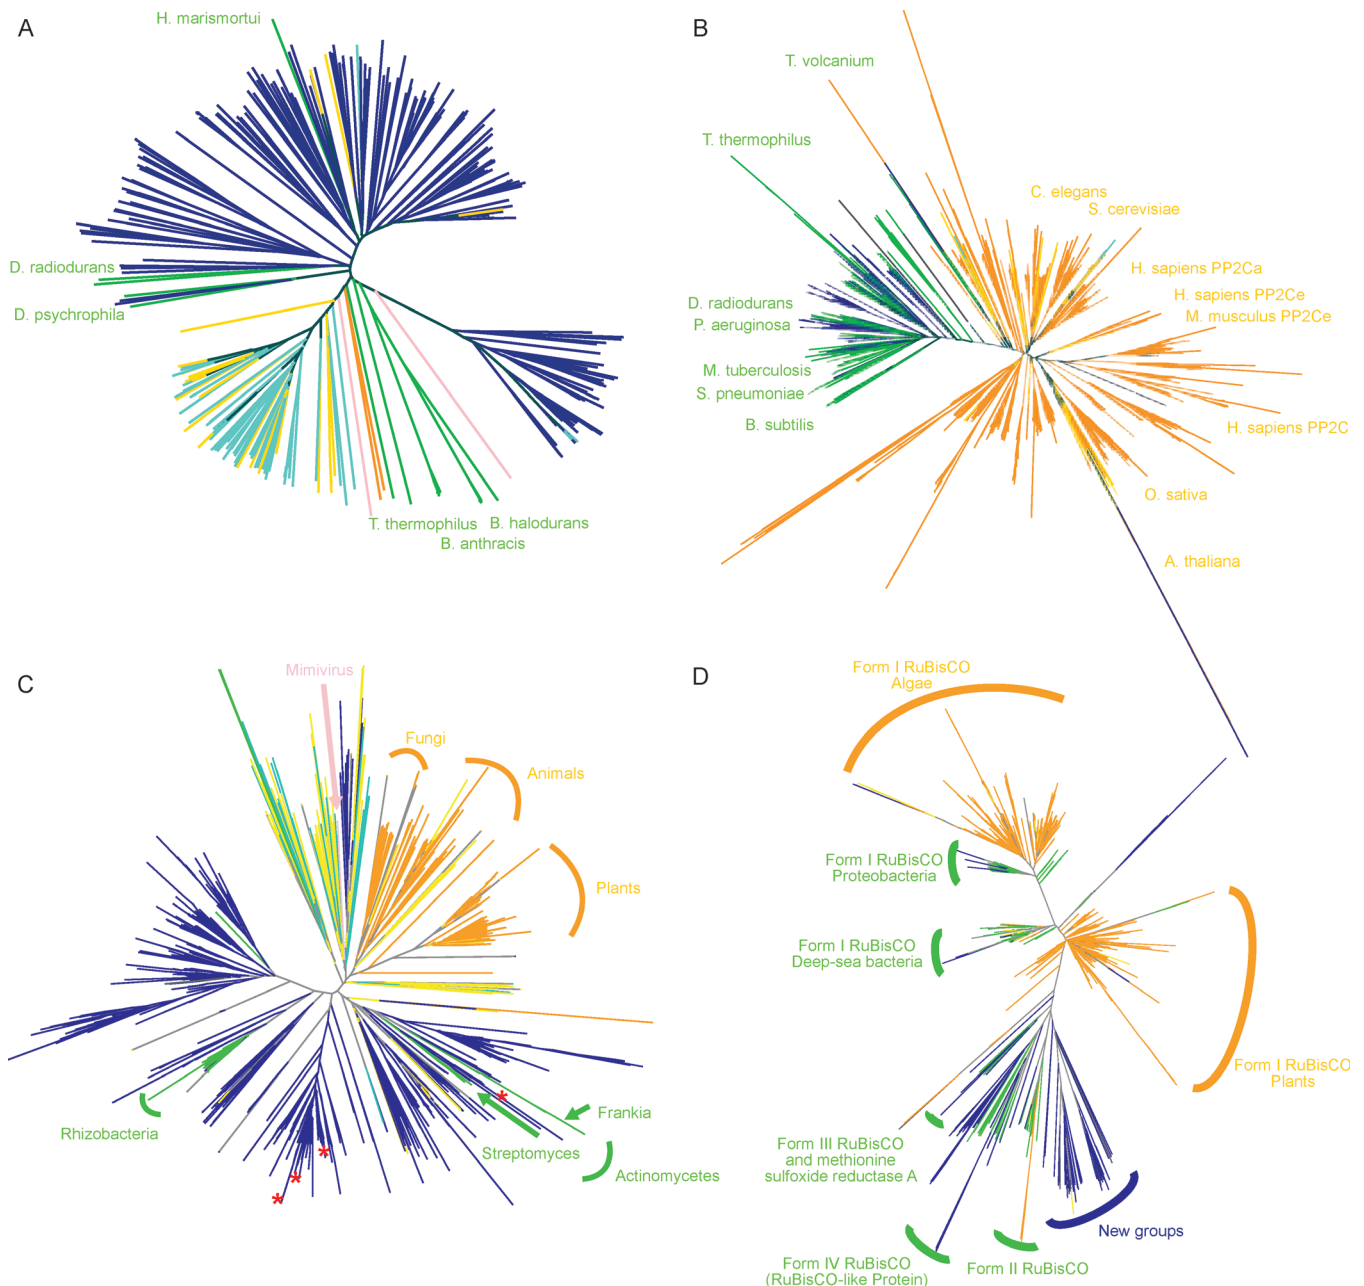 A
H. marismortui
D. radiodurans
D. psychrophila
T. thermophilus
B. halodurans
B. anthracis
B
T. volcanium
T. thermophilus
C. elegans
S. cerevisiae
H. sapiens PP2Ca
H. sapiens PP2Ce
M. musculus PP2Ce
D. radiodurans
P. aeruginosa
M. tuberculosis
S. pneumoniae
B. subtilis
H. sapiens PP2C
O. sativa
A. thaliana
C
Mimivirus
Fungi
Animals
Plants
Rhizobacteria
*
*
*
*
Frankia
Streptomyces
Actinomycetes
D
Form I RuBisCO
Algae
Form I RuBisCO
Proteobacteria
Form I RuBisCO
Deep-sea bacteria
Form I RuBisCO
Plants
Form III RuBisCO
and methionine
sulfoxide reductase A
New groups
Form IV RuBisCO
(RuBisCO-like Protein)
Form II RuBisCO